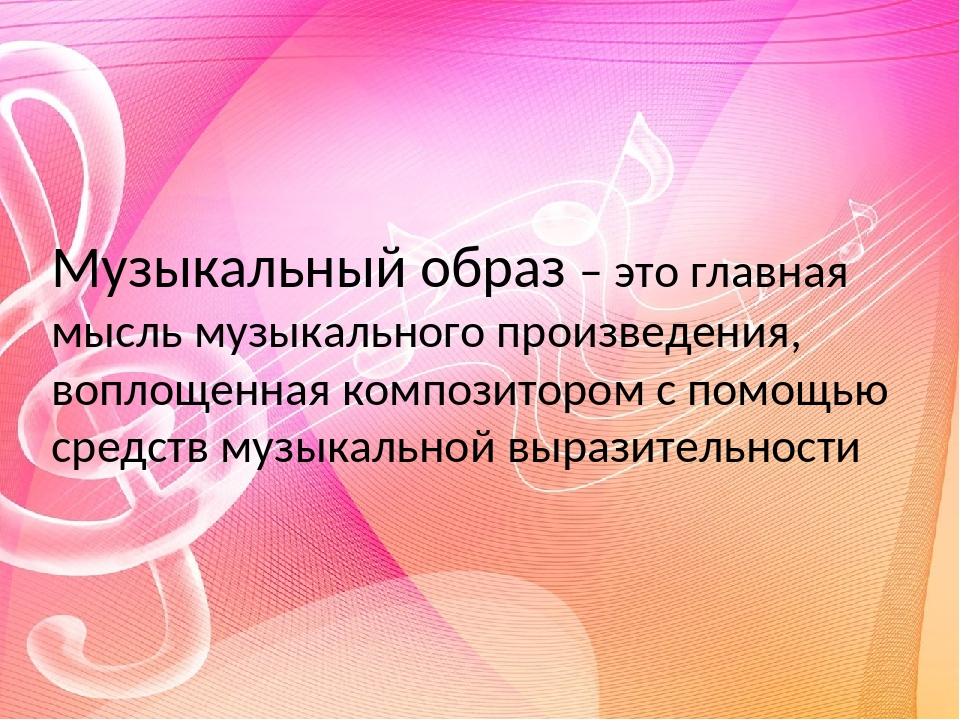 Музыкальный образ – это главная
мысль музыкального произведения,
воплощенная композитором с помощью
средств музыкальной выразительности